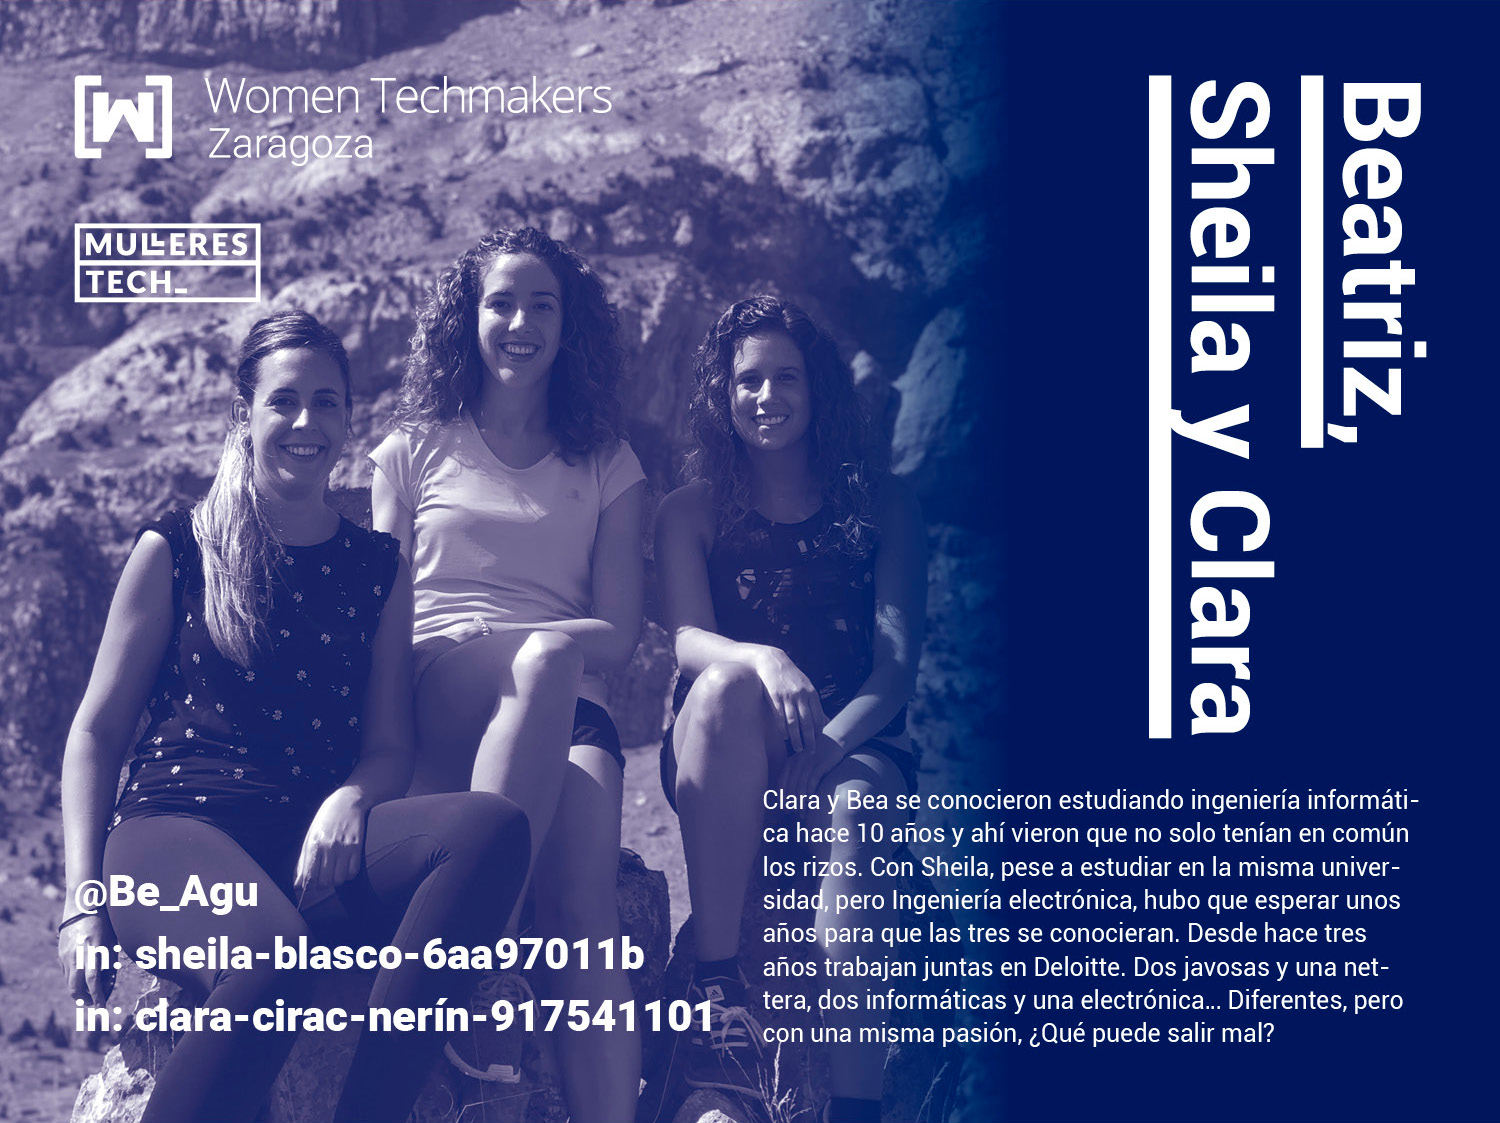 Women Techmakers
Zaragoza
MULLERES
TECH_
Beatriz,
Sheila y Clara
@Be_Agu
in: sheila-blasco-6aa97011b
in: clara-cirac-nerín-917541101
Clara y Bea se conocieron estudiando ingeniería informáti-
ca hace 10 años y ahí vieron que no solo tenían en común
los rizos. Con Sheila, pese a estudiar en la misma univer-
sidad, pero Ingeniería electrónica, hubo que esperar unos
años para que las tres se conocieran. Desde hace tres
años trabajan juntas en Deloitte. Dos javosas y una net-
tera, dos informáticas y una electrónica... Diferentes, pero
con una misma pasión, ¿Qué puede salir mal?